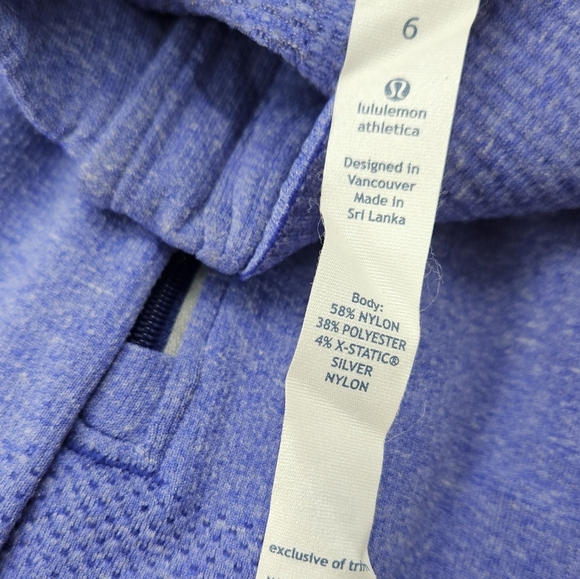 6
lululemon
athletica
Designed in
Vancouver
Made in
Sri Lanka
Body:
58% NYLON
38% POLYESTER
4% X-STATIC®
SILVER
NYLON
exclusive of